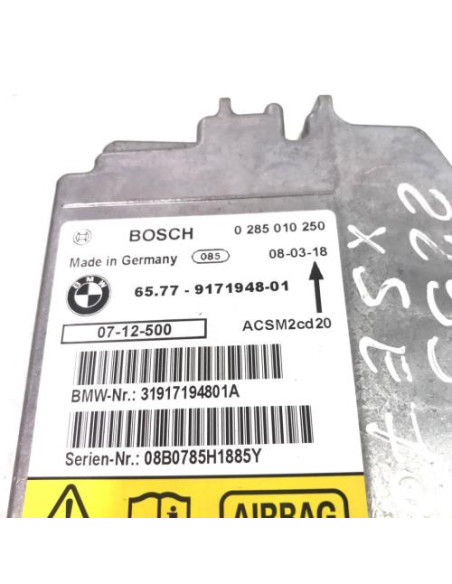 BOSCH 0 285 010 250
Made in Germany 085 08-03-18
BMW 65.77 - 9171948-01
07-12-500 ACSM2cd20
BMW-Nr.: 31917194801A
Serien-Nr.: 08B0785H1885Y
AIRBAG